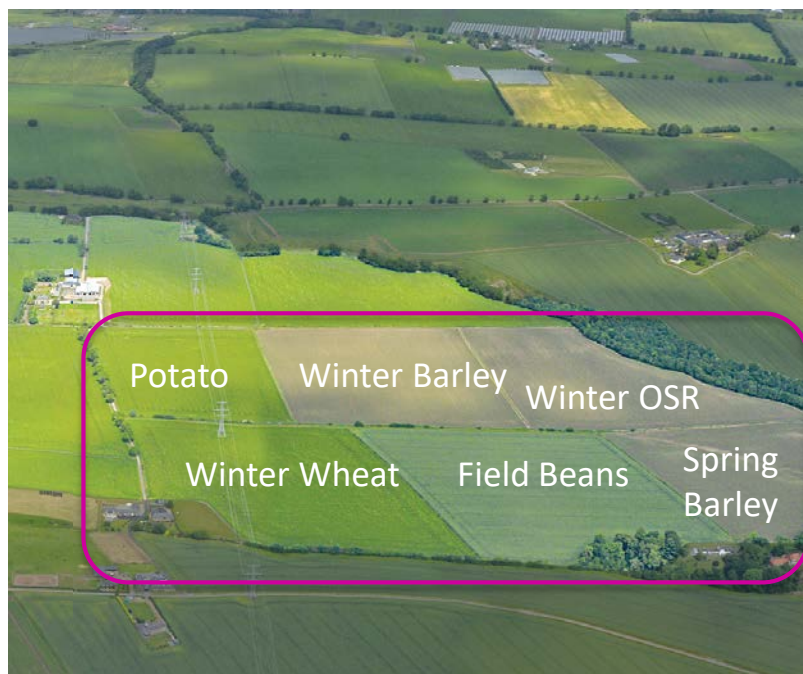 Potato
Winter Barley
Winter OSR
Winter Wheat
Field Beans
Spring
Barley